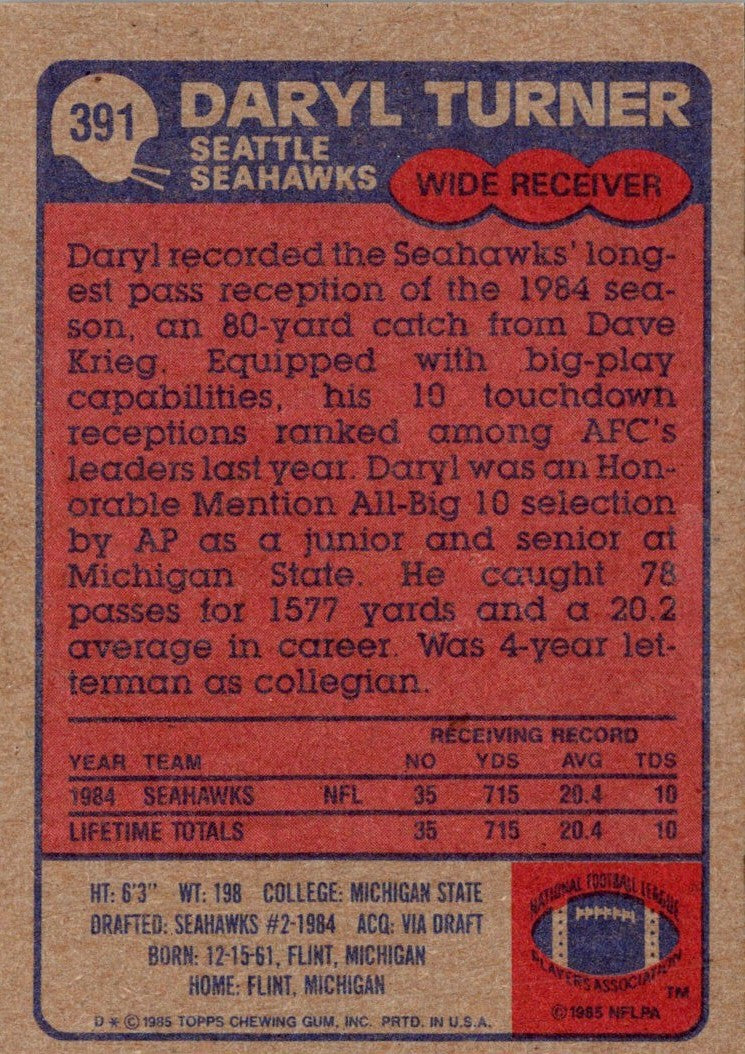 391
DARYL TURNER
SEATTLE
SEAHAWKS
WIDE RECEIVER
Daryl recorded the Seahawks' long-
est pass reception of the 1984 sea-
son, an 80-yard catch from Dave
Krieg. Equipped with big-play
capabilities, his 10 touchdown
receptions ranked among AFC's
leaders last year. Daryl was an Hon-
orable Mention All-Big 10 selection
by AP as a junior and senior at
Michigan State. He caught 78
passes for 1577 yards and a 20.2
average in career. Was 4-year let-
terman as collegian.
RECEIVING RECORD
YEAR TEAM NO YDS AVG TDS
1984 SEAHAWKS NFL 35 715 20.4 10
LIFETIME TOTALS 35 715 20.4 10
HT: 6'3" WT: 198 COLLEGE: MICHIGAN STATE
DRAFTED: SEAHAWKS #2-1984 ACQ: VIA DRAFT
BORN: 12-15-61, FLINT, MICHIGAN
HOME: FLINT, MICHIGAN
D * © 1985 TOPPS CHEWING GUM, INC. PRTD. IN U.S.A.
NATIONAL FOOTBALL LEAGUE
PLAYERS ASSOCIATION
TM
© 1985 NFLPA